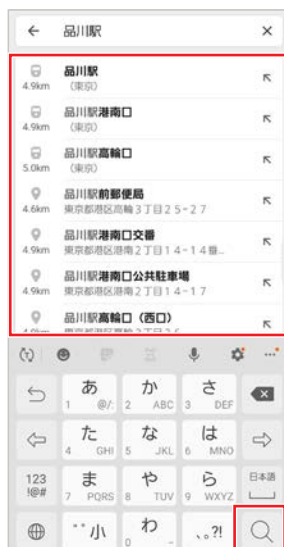 品川駅
品川駅
4.9km （東京）
品川駅港南口
4.9km （東京）
品川駅高輪口
5.0km （東京）
品川駅前郵便局
4.6km 東京都港区高輪3丁目25-27
品川駅港南口交番
4.9km 東京都港区港南2丁目14-14番...
品川駅港南口公共駐車場
4.9km 東京都港区港南2丁目14-17
品川駅高輪口（西口）
あ か さ
1 @/: 2 ABC 3 DEF
た な は
4 GHI 5 JKL 6 MNO
123 ま や ら 日本語
!@# 7 PQRS 8 TUV 9 WXYZ
゛゜小 わ 、。?!
0